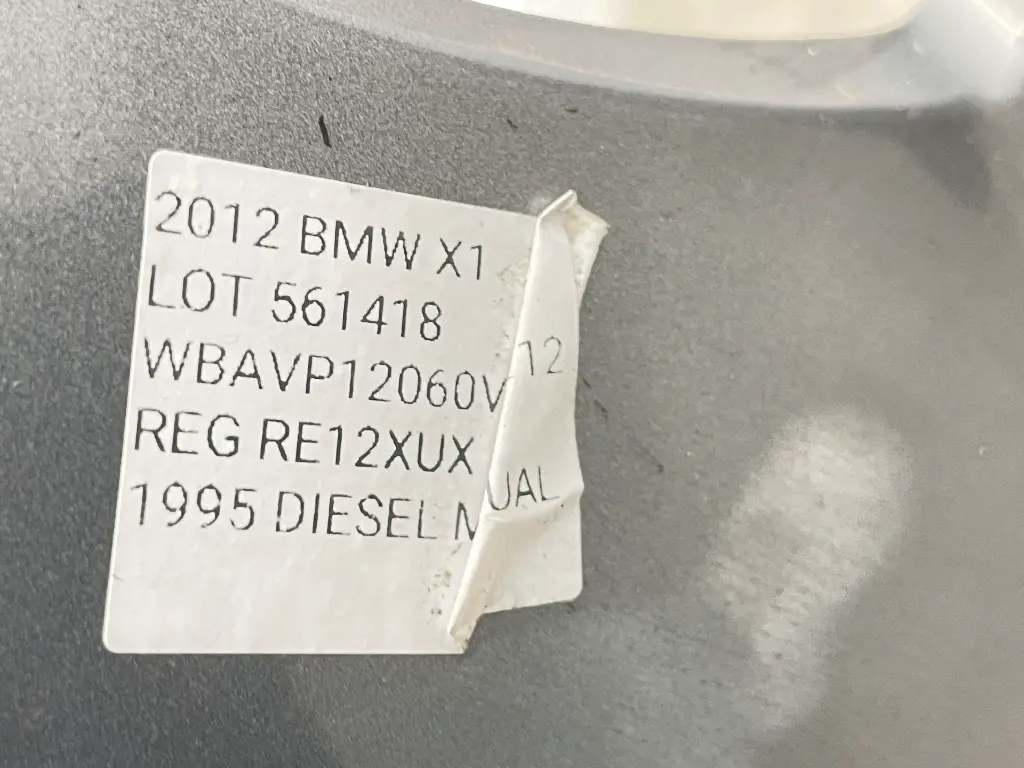 2012 BMW X1
LOT 561418
WBAVP12060V 12
REG RE12XUX
1995 DIESEL M UAL